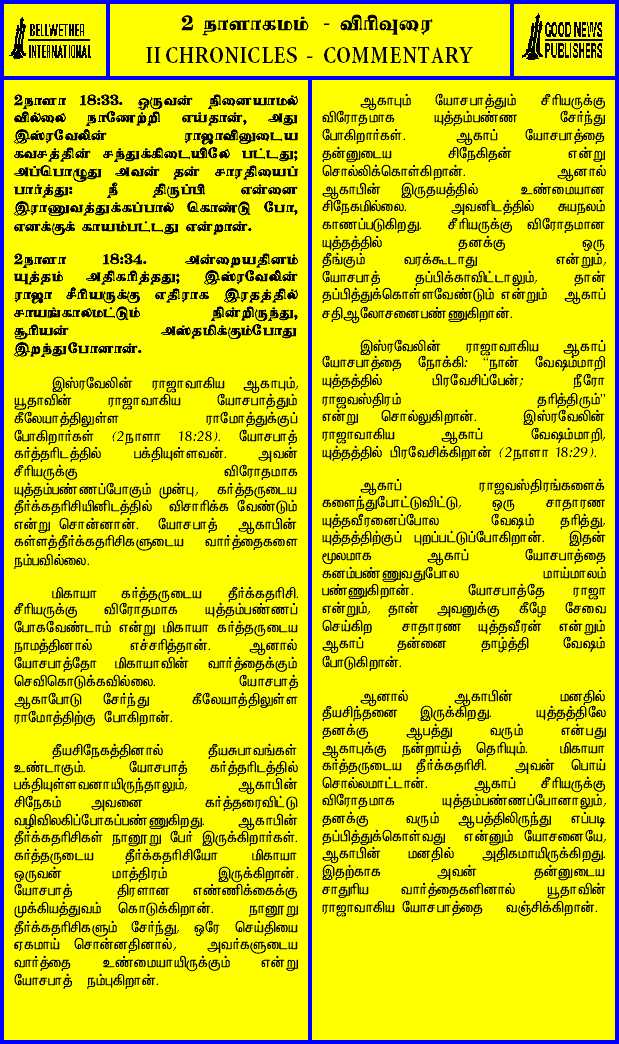 BELLWETHER
INTERNATIONAL
2 நாளாகமம் - விரிவுரை
II CHRONICLES - COMMENTARY
GOOD NEWS
PUBLISHERS
2நாளா 18:33. ஒருவன் நினையாமல்
வில்லை நாணேற்றி எய்தான், அது
இஸ்ரவேலின் ராஜாவினுடைய
கவசத்தின் சந்துக்கிடையிலே பட்டது;
அப்பொழுது அவன் தன் சாரதியைப்
பார்த்து: நீ திருப்பி என்னை
இராணுவத்துக்கப்பால் கொண்டு போ,
எனக்குக் காயம்பட்டது என்றான்.
2நாளா 18:34. அன்றையதினம்
யுத்தம் அதிகரித்தது; இஸ்ரவேலின்
ராஜா சீரியருக்கு எதிராக இரதத்தில்
சாயங்காலமட்டும் நின்றிருந்து,
சூரியன் அஸ்தமிக்கும்போது
இறந்துபோனான்.
இஸ்ரவேலின் ராஜாவாகிய ஆகாபும்,
யூதாவின் ராஜாவாகிய யோசபாத்தும்
கீலேயாத்திலுள்ள ராமோத்துக்குப்
போகிறார்கள் (2நாளா 18:28). யோசபாத்
கர்த்தரிடத்தில் பக்தியுள்ளவன். அவன்
சீரியருக்கு விரோதமாக
யுத்தம்பண்ணப்போகும் முன்பு, கர்த்தருடைய
தீர்க்கதரிசியினிடத்தில் விசாரிக்க வேண்டும்
என்று சொன்னான். யோசபாத் ஆகாபின்
கள்ளத்தீர்க்கதரிசிகளுடைய வார்த்தைகளை
நம்பவில்லை.
மிகாயா கர்த்தருடைய தீர்க்கதரிசி.
சீரியருக்கு விரோதமாக யுத்தம்பண்ணப்
போகவேண்டாம் என்று மிகாயா கர்த்தருடைய
நாமத்தினால் எச்சரித்தான். ஆனால்
யோசபாத்தோ மிகாயாவின் வார்த்தைக்கும்
செவிகொடுக்கவில்லை. யோசபாத்
ஆகாபோடு சேர்ந்து கீலேயாத்திலுள்ள
ராமோத்திற்கு போகிறான்.
தீயசிநேகத்தினால் தீயசுபாவங்கள்
உண்டாகும். யோசபாத் கர்த்தரிடத்தில்
பக்தியுள்ளவனாயிருந்தாலும், ஆகாபின்
சிநேகம் அவனை கர்த்தரைவிட்டு
வழிவிலகிப்போகப்பண்ணுகிறது. ஆகாபின்
தீர்க்கதரிசிகள் நானூறு பேர் இருக்கிறார்கள்.
கர்த்தருடைய தீர்க்கதரிசியோ மிகாயா
ஒருவன் மாத்திரம் இருக்கிறான்.
யோசபாத் திரளான எண்ணிக்கைக்கு
முக்கியத்துவம் கொடுக்கிறான். நானூறு
தீர்க்கதரிசிகளும் சேர்ந்து, ஒரே செய்தியை
ஏகமாய் சொன்னதினால், அவர்களுடைய
வார்த்தை உண்மையாயிருக்கும் என்று
யோசபாத் நம்புகிறான்.
ஆகாபும் யோசபாத்தும் சீரியருக்கு
விரோதமாக யுத்தம்பண்ண சேர்ந்து
போகிறார்கள். ஆகாப் யோசபாத்தை
தன்னுடைய சிநேகிதன் என்று
சொல்லிக்கொள்கிறான். ஆனால்
ஆகாபின் இருதயத்தில் உண்மையான
சிநேகமில்லை. அவனிடத்தில் சுயநலம்
காணப்படுகிறது. சீரியருக்கு விரோதமான
யுத்தத்தில் தனக்கு ஒரு
தீங்கும் வரக்கூடாது என்றும்,
யோசபாத் தப்பிக்காவிட்டாலும், தான்
தப்பித்துக்கொள்ளவேண்டும் என்றும் ஆகாப்
சதிஆலோசனைபண்ணுகிறான்.
இஸ்ரவேலின் ராஜாவாகிய ஆகாப்
யோசபாத்தை நோக்கி: "நான் வேஷம்மாறி
யுத்தத்தில் பிரவேசிப்பேன்; நீரோ
ராஜவஸ்திரம் தரித்திரும்"
என்று சொல்லுகிறான். இஸ்ரவேலின்
ராஜாவாகிய ஆகாப் வேஷம்மாறி,
யுத்தத்தில் பிரவேசிக்கிறான் (2நாளா 18:29).
ஆகாப் ராஜவஸ்திரங்களைக்
களைந்துபோட்டுவிட்டு, ஒரு சாதாரண
யுத்தவீரனைப்போல வேஷம் தரித்து,
யுத்தத்திற்குப் புறப்பட்டுப்போகிறான். இதன்
மூலமாக ஆகாப் யோசபாத்தை
கனம்பண்ணுவதுபோல மாய்மாலம்
பண்ணுகிறான். யோசபாத்தே ராஜா
என்றும், தான் அவனுக்கு கீழே சேவை
செய்கிற சாதாரண யுத்தவீரன் என்றும்
ஆகாப் தன்னை தாழ்த்தி வேஷம்
போடுகிறான்.
ஆனால் ஆகாபின் மனதில்
தீயசிந்தனை இருக்கிறது. யுத்தத்திலே
தனக்கு ஆபத்து வரும் என்பது
ஆகாபுக்கு நன்றாய்த் தெரியும். மிகாயா
கர்த்தருடைய தீர்க்கதரிசி. அவன் பொய்
சொல்லமாட்டான். ஆகாப் சீரியருக்கு
விரோதமாக யுத்தம்பண்ணப்போனாலும்,
தனக்கு வரும் ஆபத்திலிருந்து எப்படி
தப்பித்துக்கொள்வது என்னும் யோசனையே,
ஆகாபின் மனதில் அதிகமாயிருக்கிறது.
இதற்காக அவன் தன்னுடைய
சாதுரிய வார்த்தைகளினால் யூதாவின்
ராஜாவாகிய யோசபாத்தை வஞ்சிக்கிறான்.